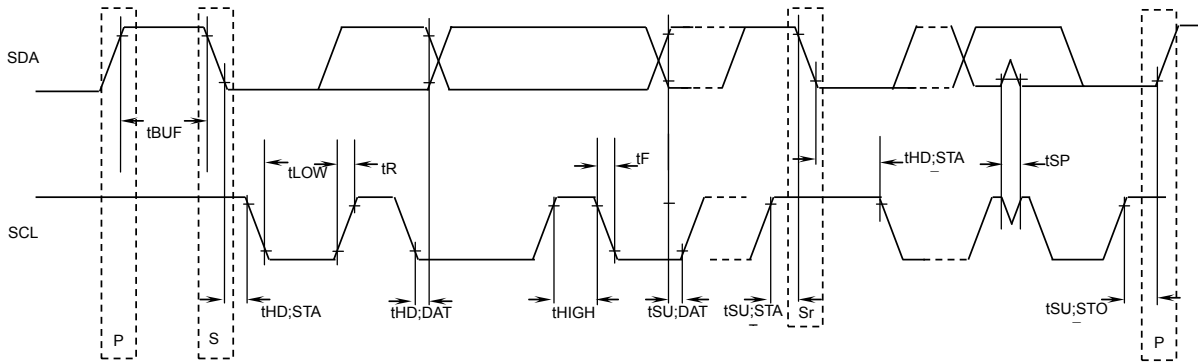 SDA
tBUF
tLOW
tR
tF
tHD;STA
tSP
SCL
tHD;STA
tHD;DAT
tHIGH
tSU;DAT
tSU;STA
Sr
tSU;STO
P
S
P